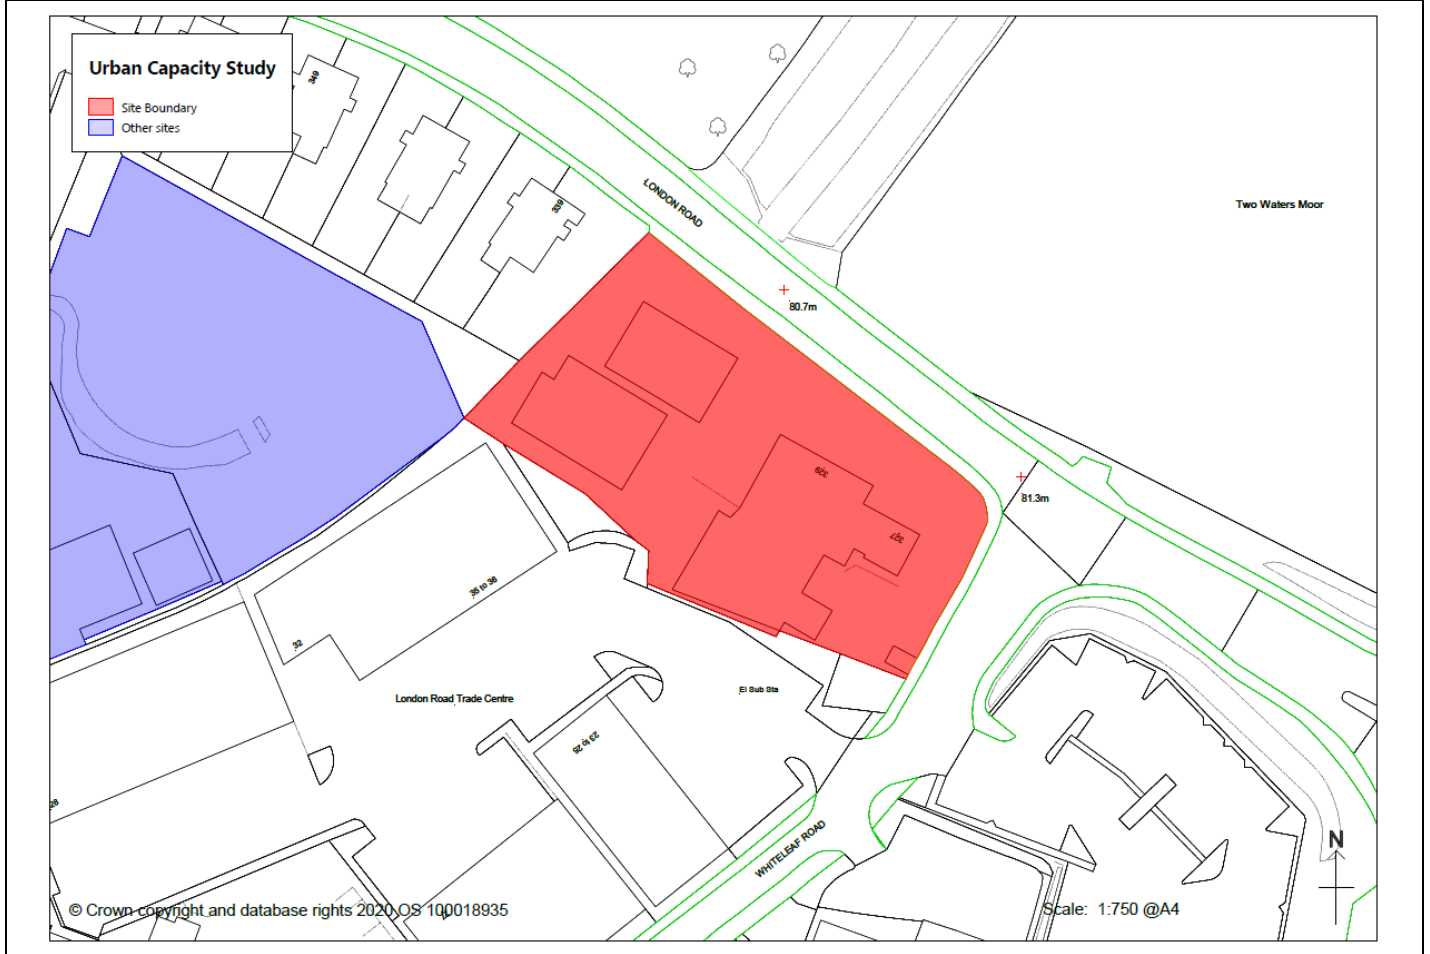 Urban Capacity Study
Site Boundary
Other sites
349
339
LONDON ROAD
Two Waters Moor
80.7m
329
81.3m
327
35 to 36
32
London Road Trade Centre
El Sub Sta
23 to 25
28
WHITELEAF ROAD
N
© Crown copyright and database rights 2020 OS 100018935
Scale: 1:750 @A4